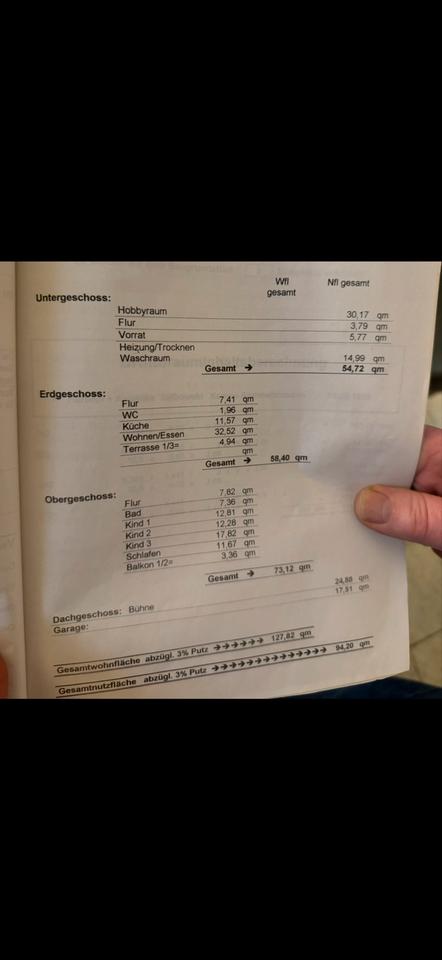 Wfl gesamt Nfl gesamt
Untergeschoss:
Hobbyraum 30,17 qm
Flur 3,79 qm
Vorrat 5,77 qm
Heizung/Trocknen
Waschraum 14,99 qm
Gesamt → 54,72 qm
Erdgeschoss:
Flur 7,41 qm
WC 1,96 qm
Küche 11,57 qm
Wohnen/Essen 32,52 qm
Terrasse 1/3= 4,94 qm
qm
Gesamt → 58,40 qm
Obergeschoss:
Flur 7,82 qm
Bad 7,36 qm
Kind 1 12,81 qm
Kind 2 12,28 qm
Kind 3 17,82 qm
Schlafen 11,67 qm
Balkon 1/2= 3,36 qm
Gesamt → 73,12 qm
Dachgeschoss: Bühne 24,88 qm
Garage: 17,51 qm
Gesamtwohnfläche abzügl. 3% Putz →→→→→→ 127,82 qm
Gesamtnutzfläche abzügl. 3% Putz →→→→→→→→→→→→→→ 94,20 qm